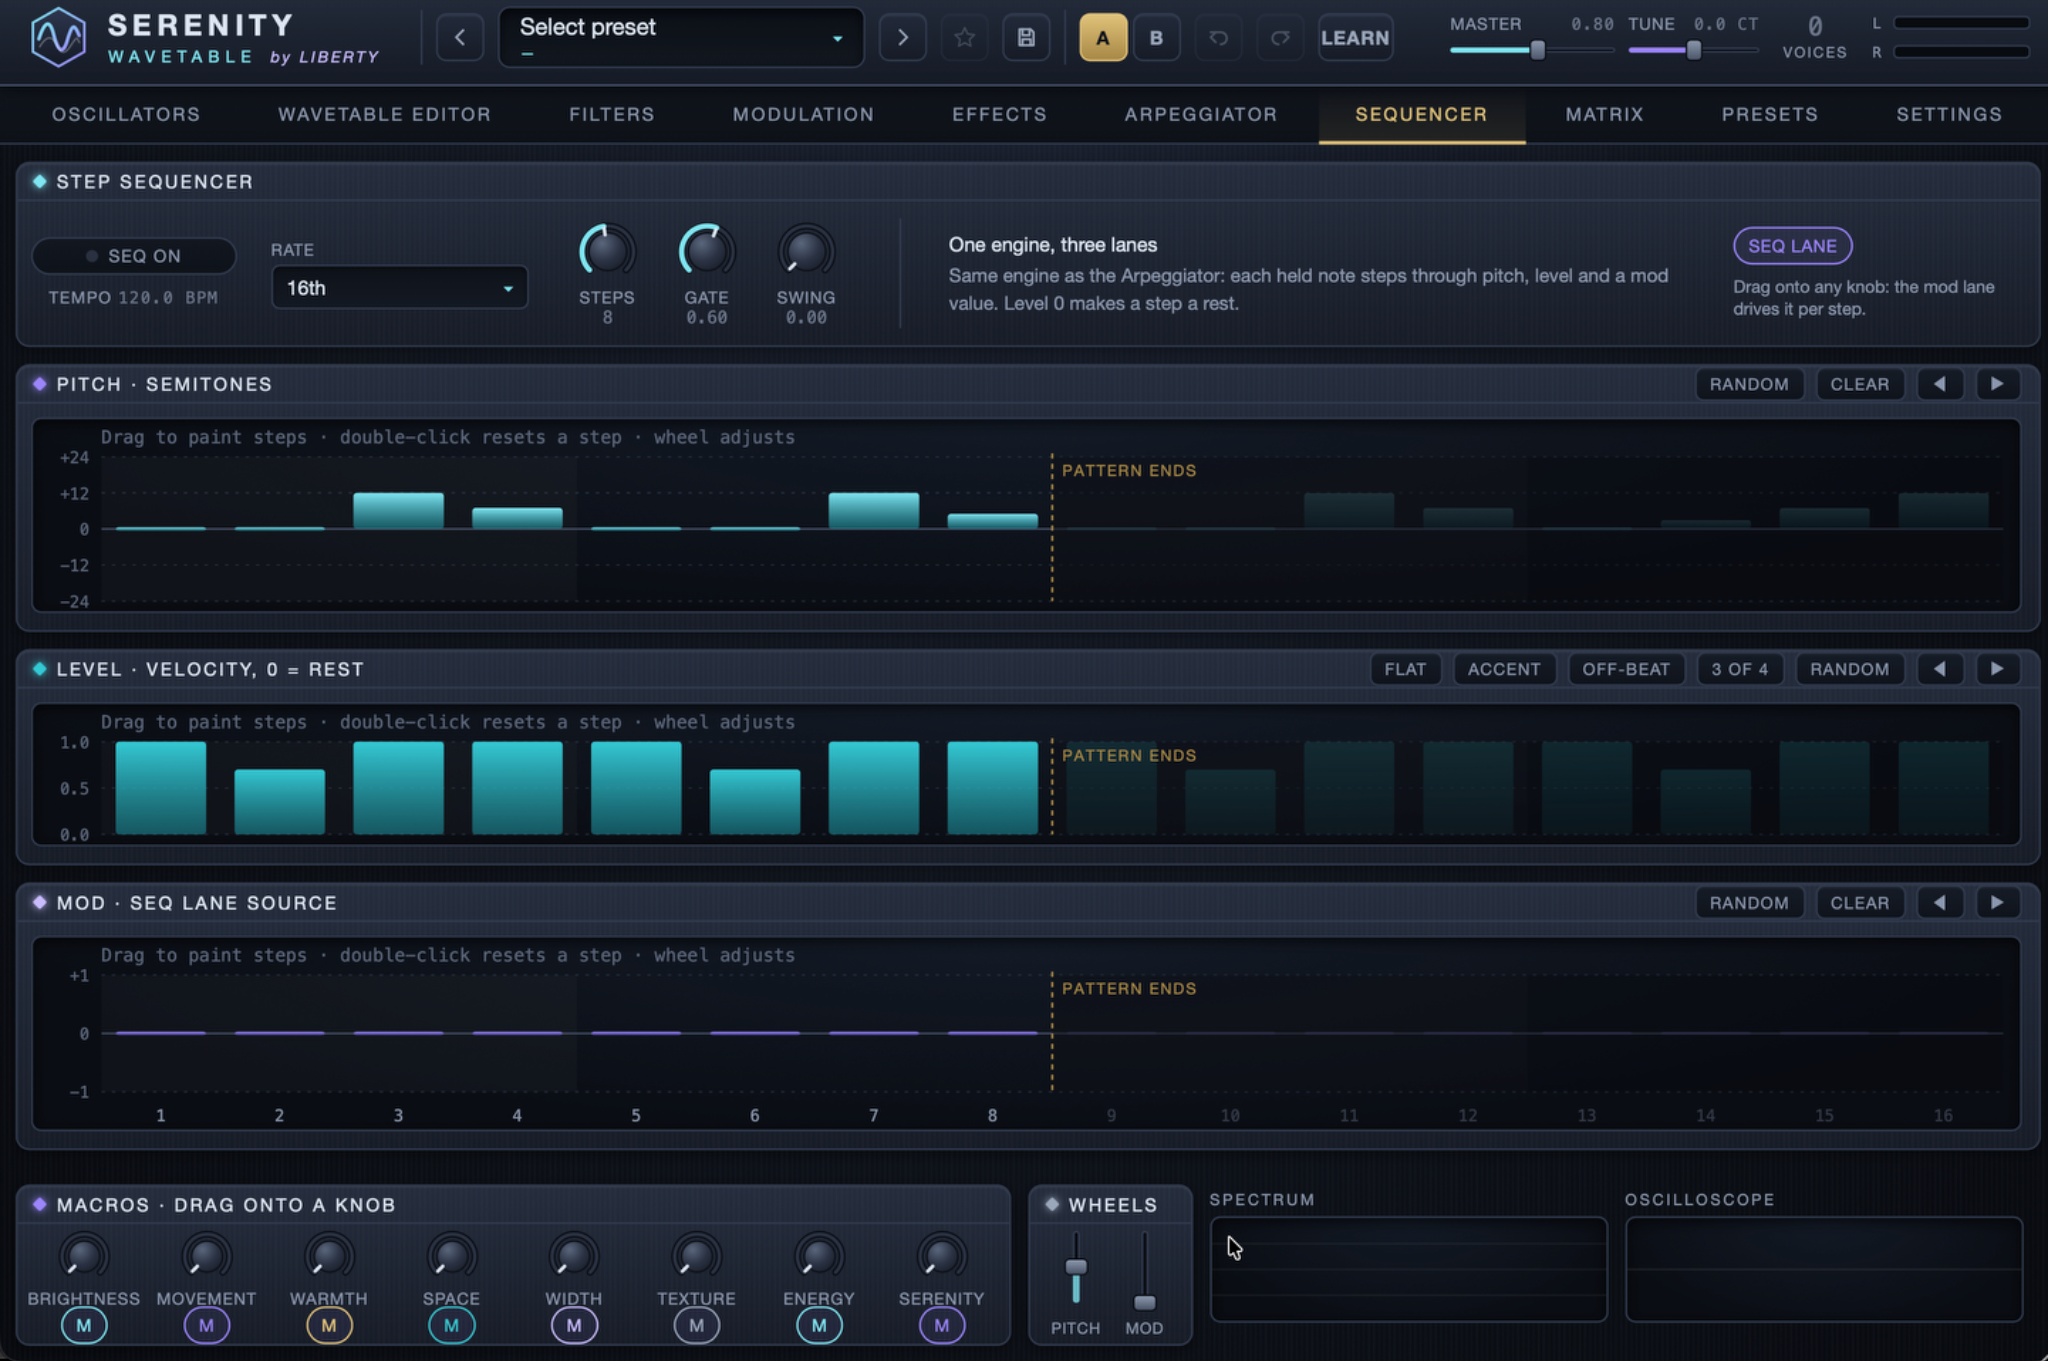 SERENITY
WAVETABLE by LIBERTY
Select preset
–
A
B
LEARN
MASTER 0.80
TUNE 0.0 CT
0
VOICES
L
R
OSCILLATORS
WAVETABLE EDITOR
FILTERS
MODULATION
EFFECTS
ARPEGGIATOR
SEQUENCER
MATRIX
PRESETS
SETTINGS
STEP SEQUENCER
SEQ ON
TEMPO 120.0 BPM
RATE
16th
STEPS
8
GATE
0.60
SWING
0.00
One engine, three lanes
Same engine as the Arpeggiator: each held note steps through pitch, level and a mod
value. Level 0 makes a step a rest.
SEQ LANE
Drag onto any knob: the mod lane
drives it per step.
PITCH · SEMITONES
RANDOM
CLEAR
Drag to paint steps · double-click resets a step · wheel adjusts
+24
+12
0
−12
−24
PATTERN ENDS
LEVEL · VELOCITY, 0 = REST
FLAT
ACCENT
OFF-BEAT
3 OF 4
RANDOM
Drag to paint steps · double-click resets a step · wheel adjusts
1.0
0.5
0.0
PATTERN ENDS
MOD · SEQ LANE SOURCE
RANDOM
CLEAR
Drag to paint steps · double-click resets a step · wheel adjusts
+1
0
−1
PATTERN ENDS
1 2 3 4 5 6 7 8 9 10 11 12 13 14 15 16
MACROS · DRAG ONTO A KNOB
BRIGHTNESS MOVEMENT WARMTH SPACE WIDTH TEXTURE ENERGY SERENITY
M M M M M M M M
WHEELS
PITCH MOD
SPECTRUM
OSCILLOSCOPE